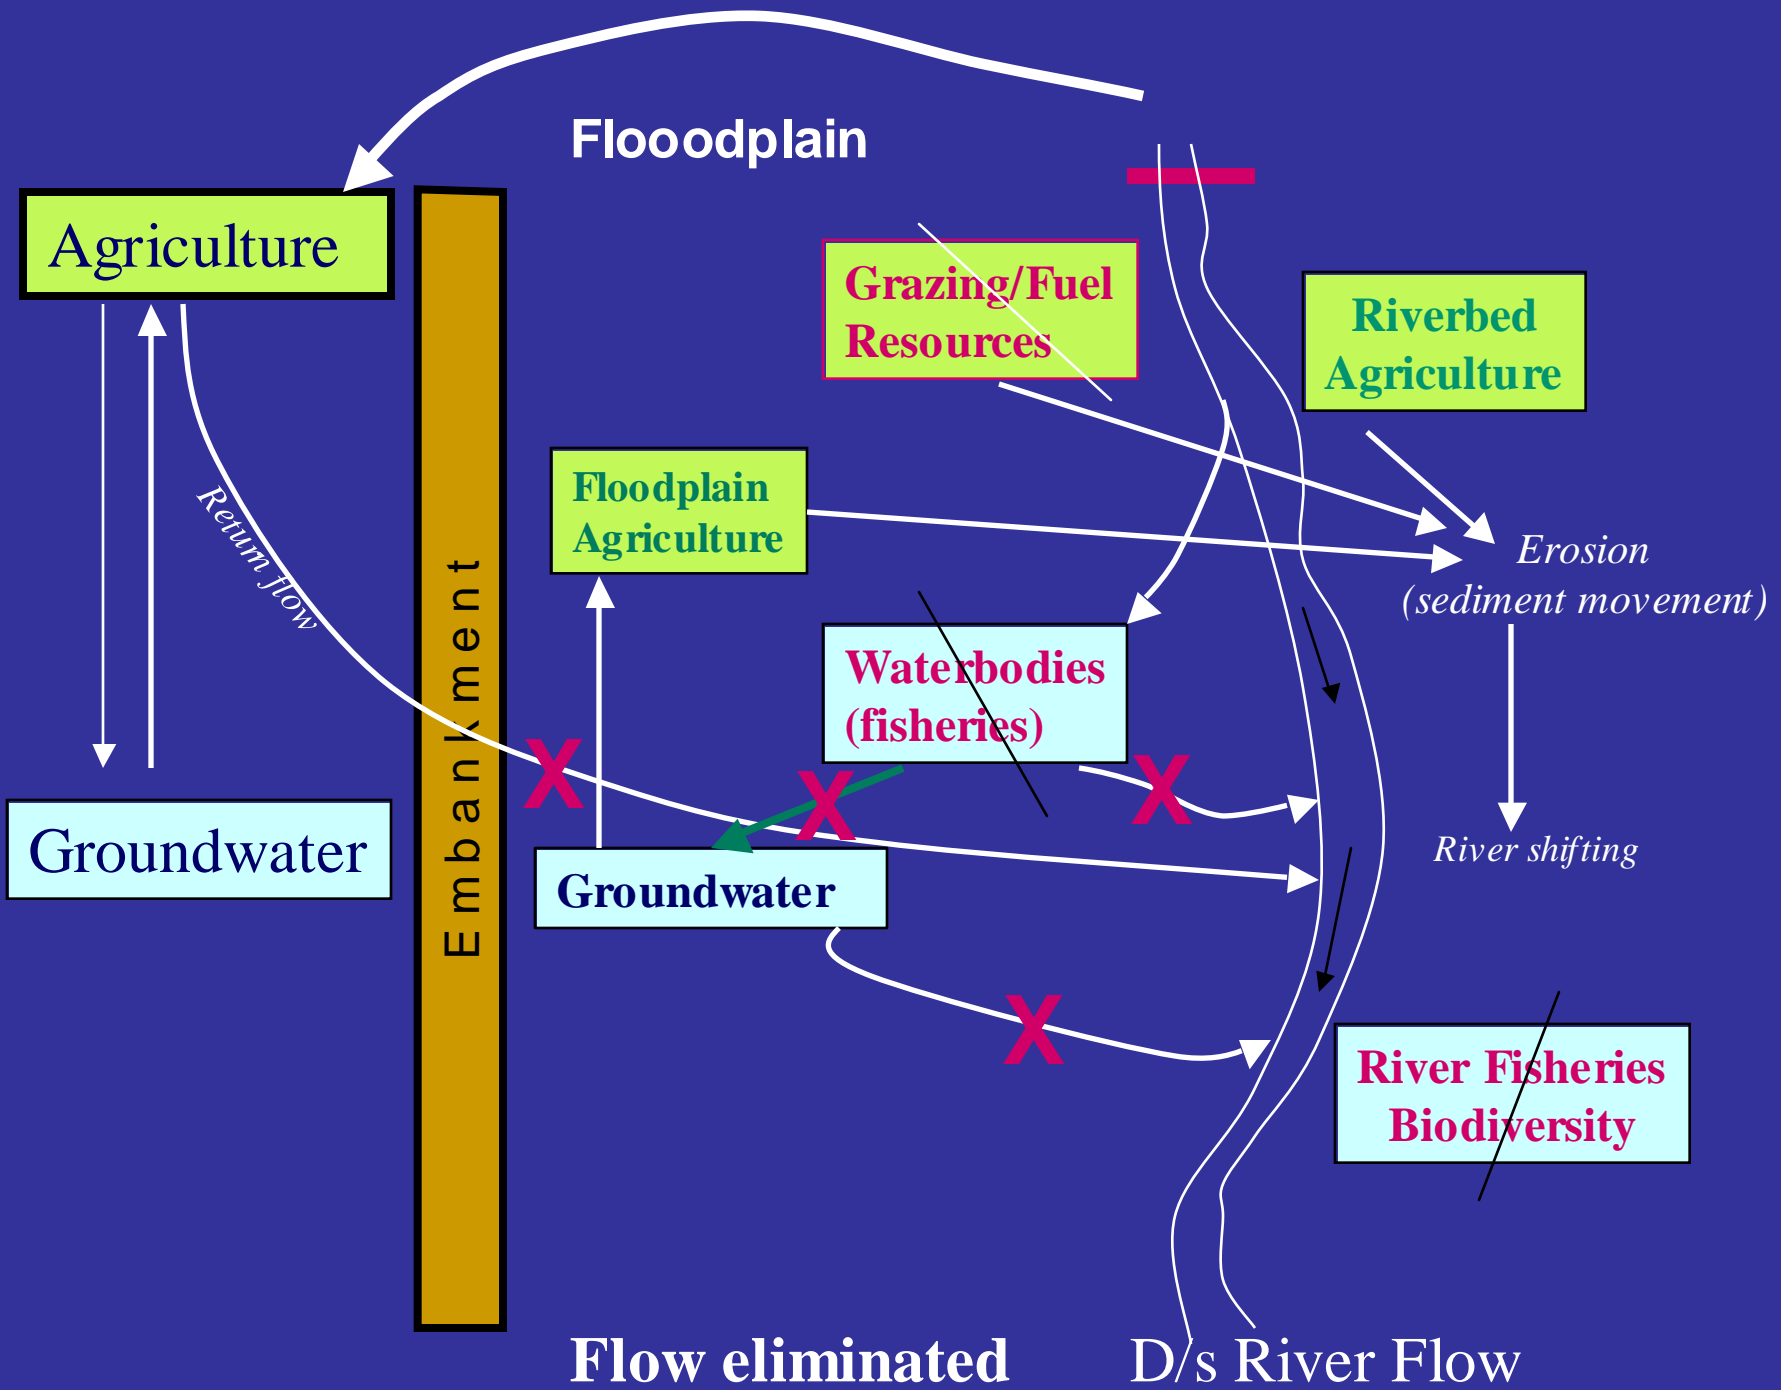 Flooodplain
Agriculture
Grazing/Fuel
Resources
Riverbed
Agriculture
Floodplain
Agriculture
Return flow
Embankment
Erosion
(sediment movement)
Waterbodies
(fisheries)
X
X
X
Groundwater
Groundwater
River shifting
X
River Fisheries
Biodiversity
Flow eliminated
D/s River Flow